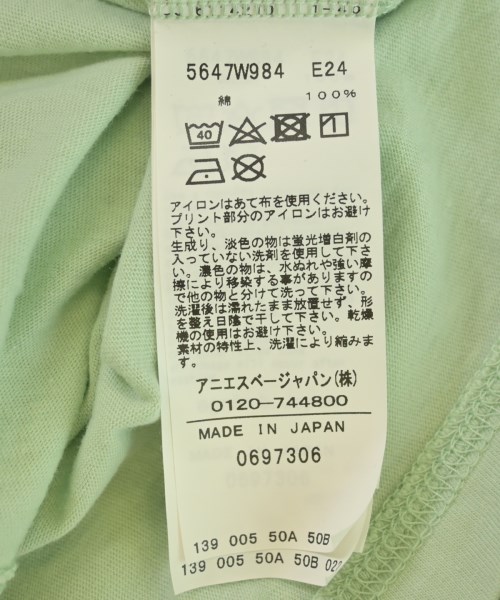 5647W984 E24
綿 100%
40
アイロンはあて布を使用ください。
プリント部分のアイロンはお避け
下さい。
生成り、淡色の物は蛍光増白剤の
入っていない洗剤を使用して下さ
い。濃色の物は、水ぬれや強い摩
擦により移染する事がありますの
で他の物と分けて洗って下さい。
洗濯後は濡れたまま放置せず、形
を整え日陰で干して下さい。乾燥
機の使用はお避け下さい。
素材の特性上、洗濯により縮みま
す。
アニエスベージャパン(株)
0120-744800
MADE IN JAPAN
0697306
139 005 50A 50B
139 005 50A 50B